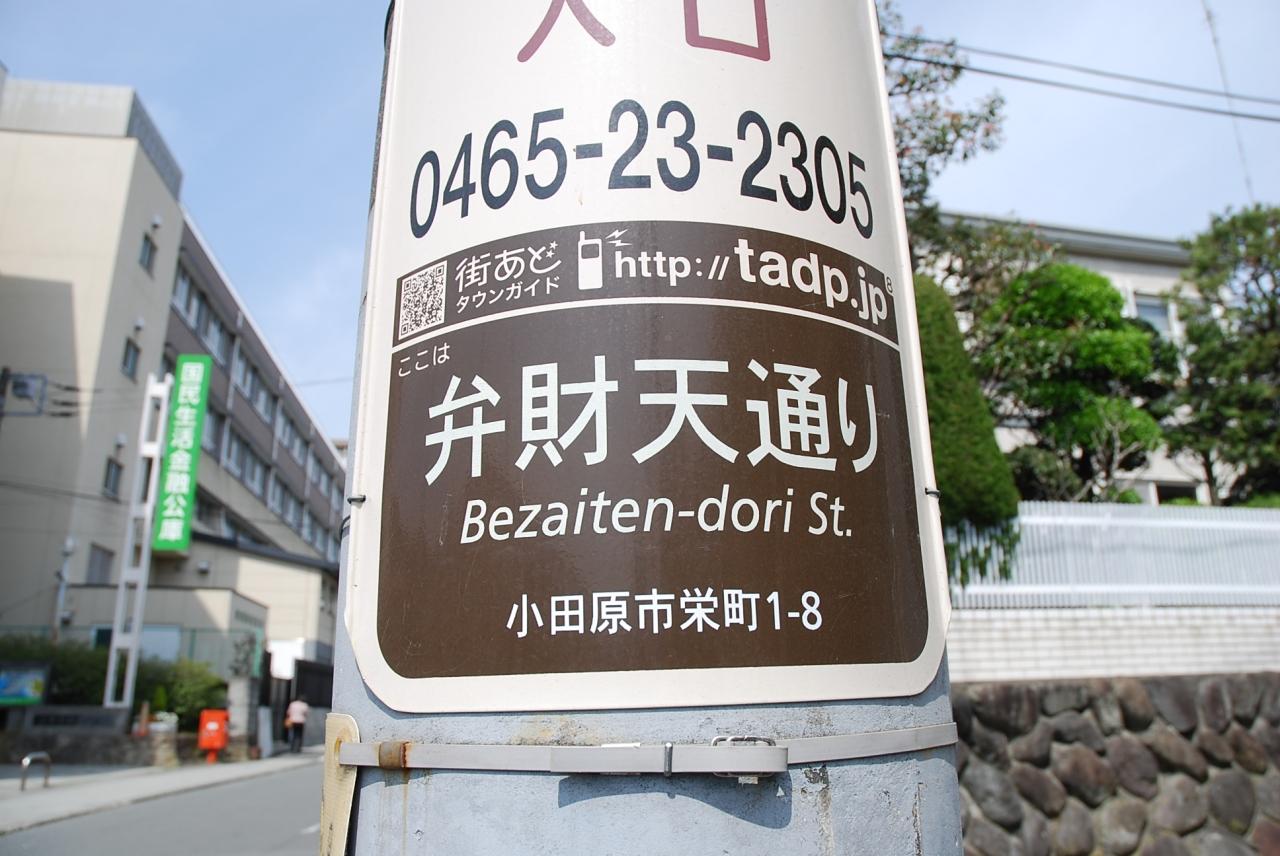 入口
0465-23-2305
街あど
タウンガイド
http://tadp.jp
ここは
弁財天通り
Bezaiten-dori St.
小田原市栄町1-8
国民生活金融公庫